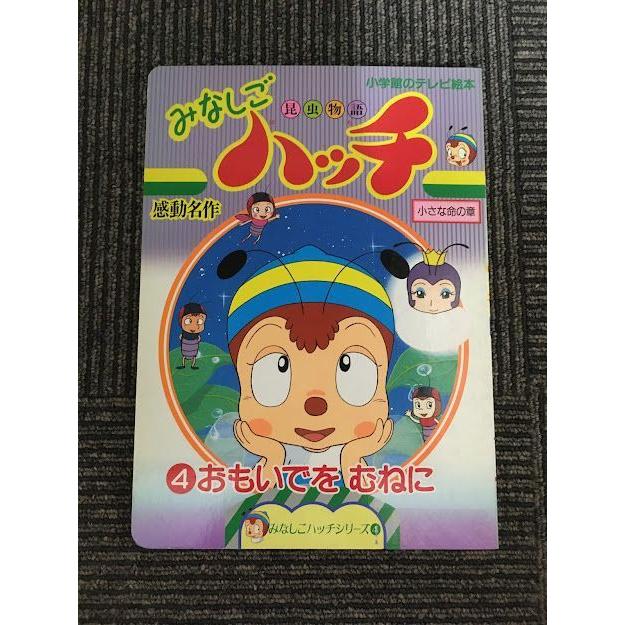 小学館のテレビ絵本
昆虫物語
みなしご
ハッチ
感動名作
小さな命の章
4 おもいでを むねに
みなしごハッチシリーズ 4